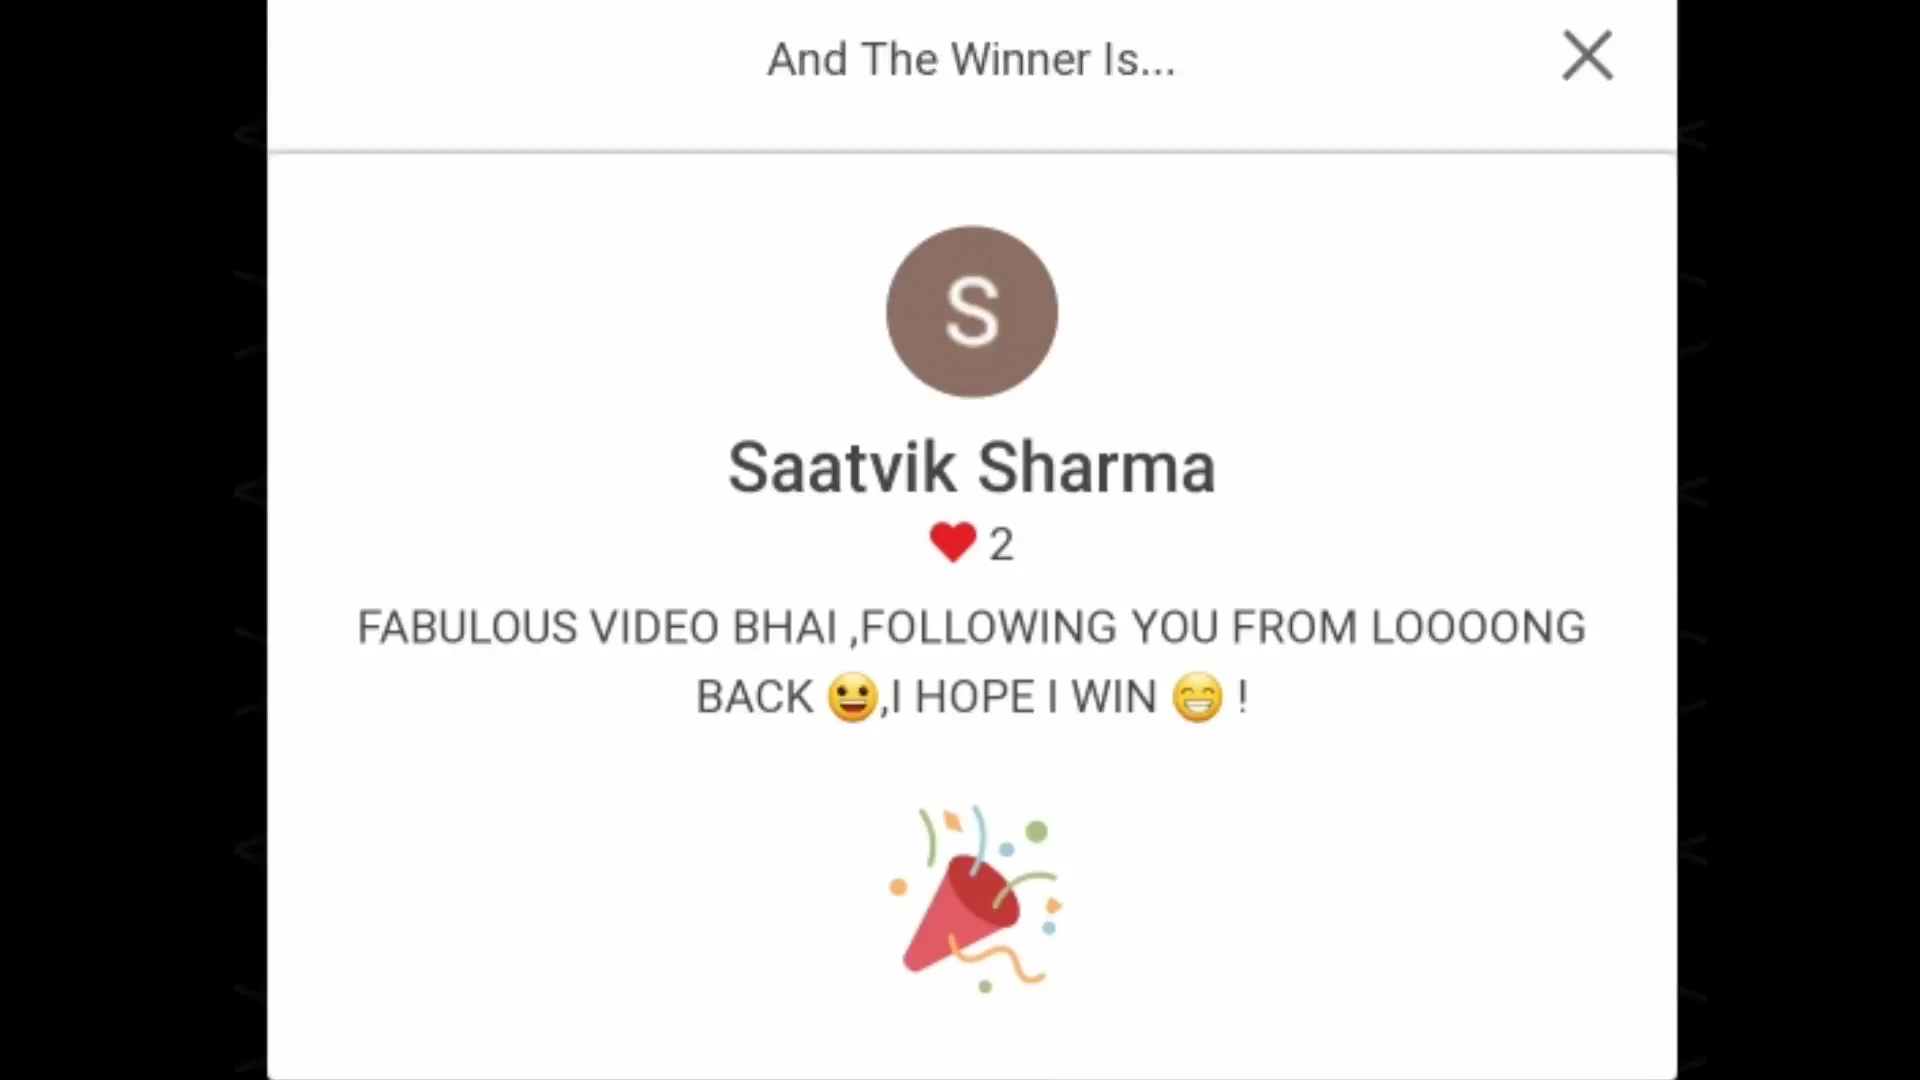 And The Winner Is...
S
Saatvik Sharma
❤ 2
FABULOUS VIDEO BHAI ,FOLLOWING YOU FROM LOOOONG
BACK 😀,I HOPE I WIN 😁 !